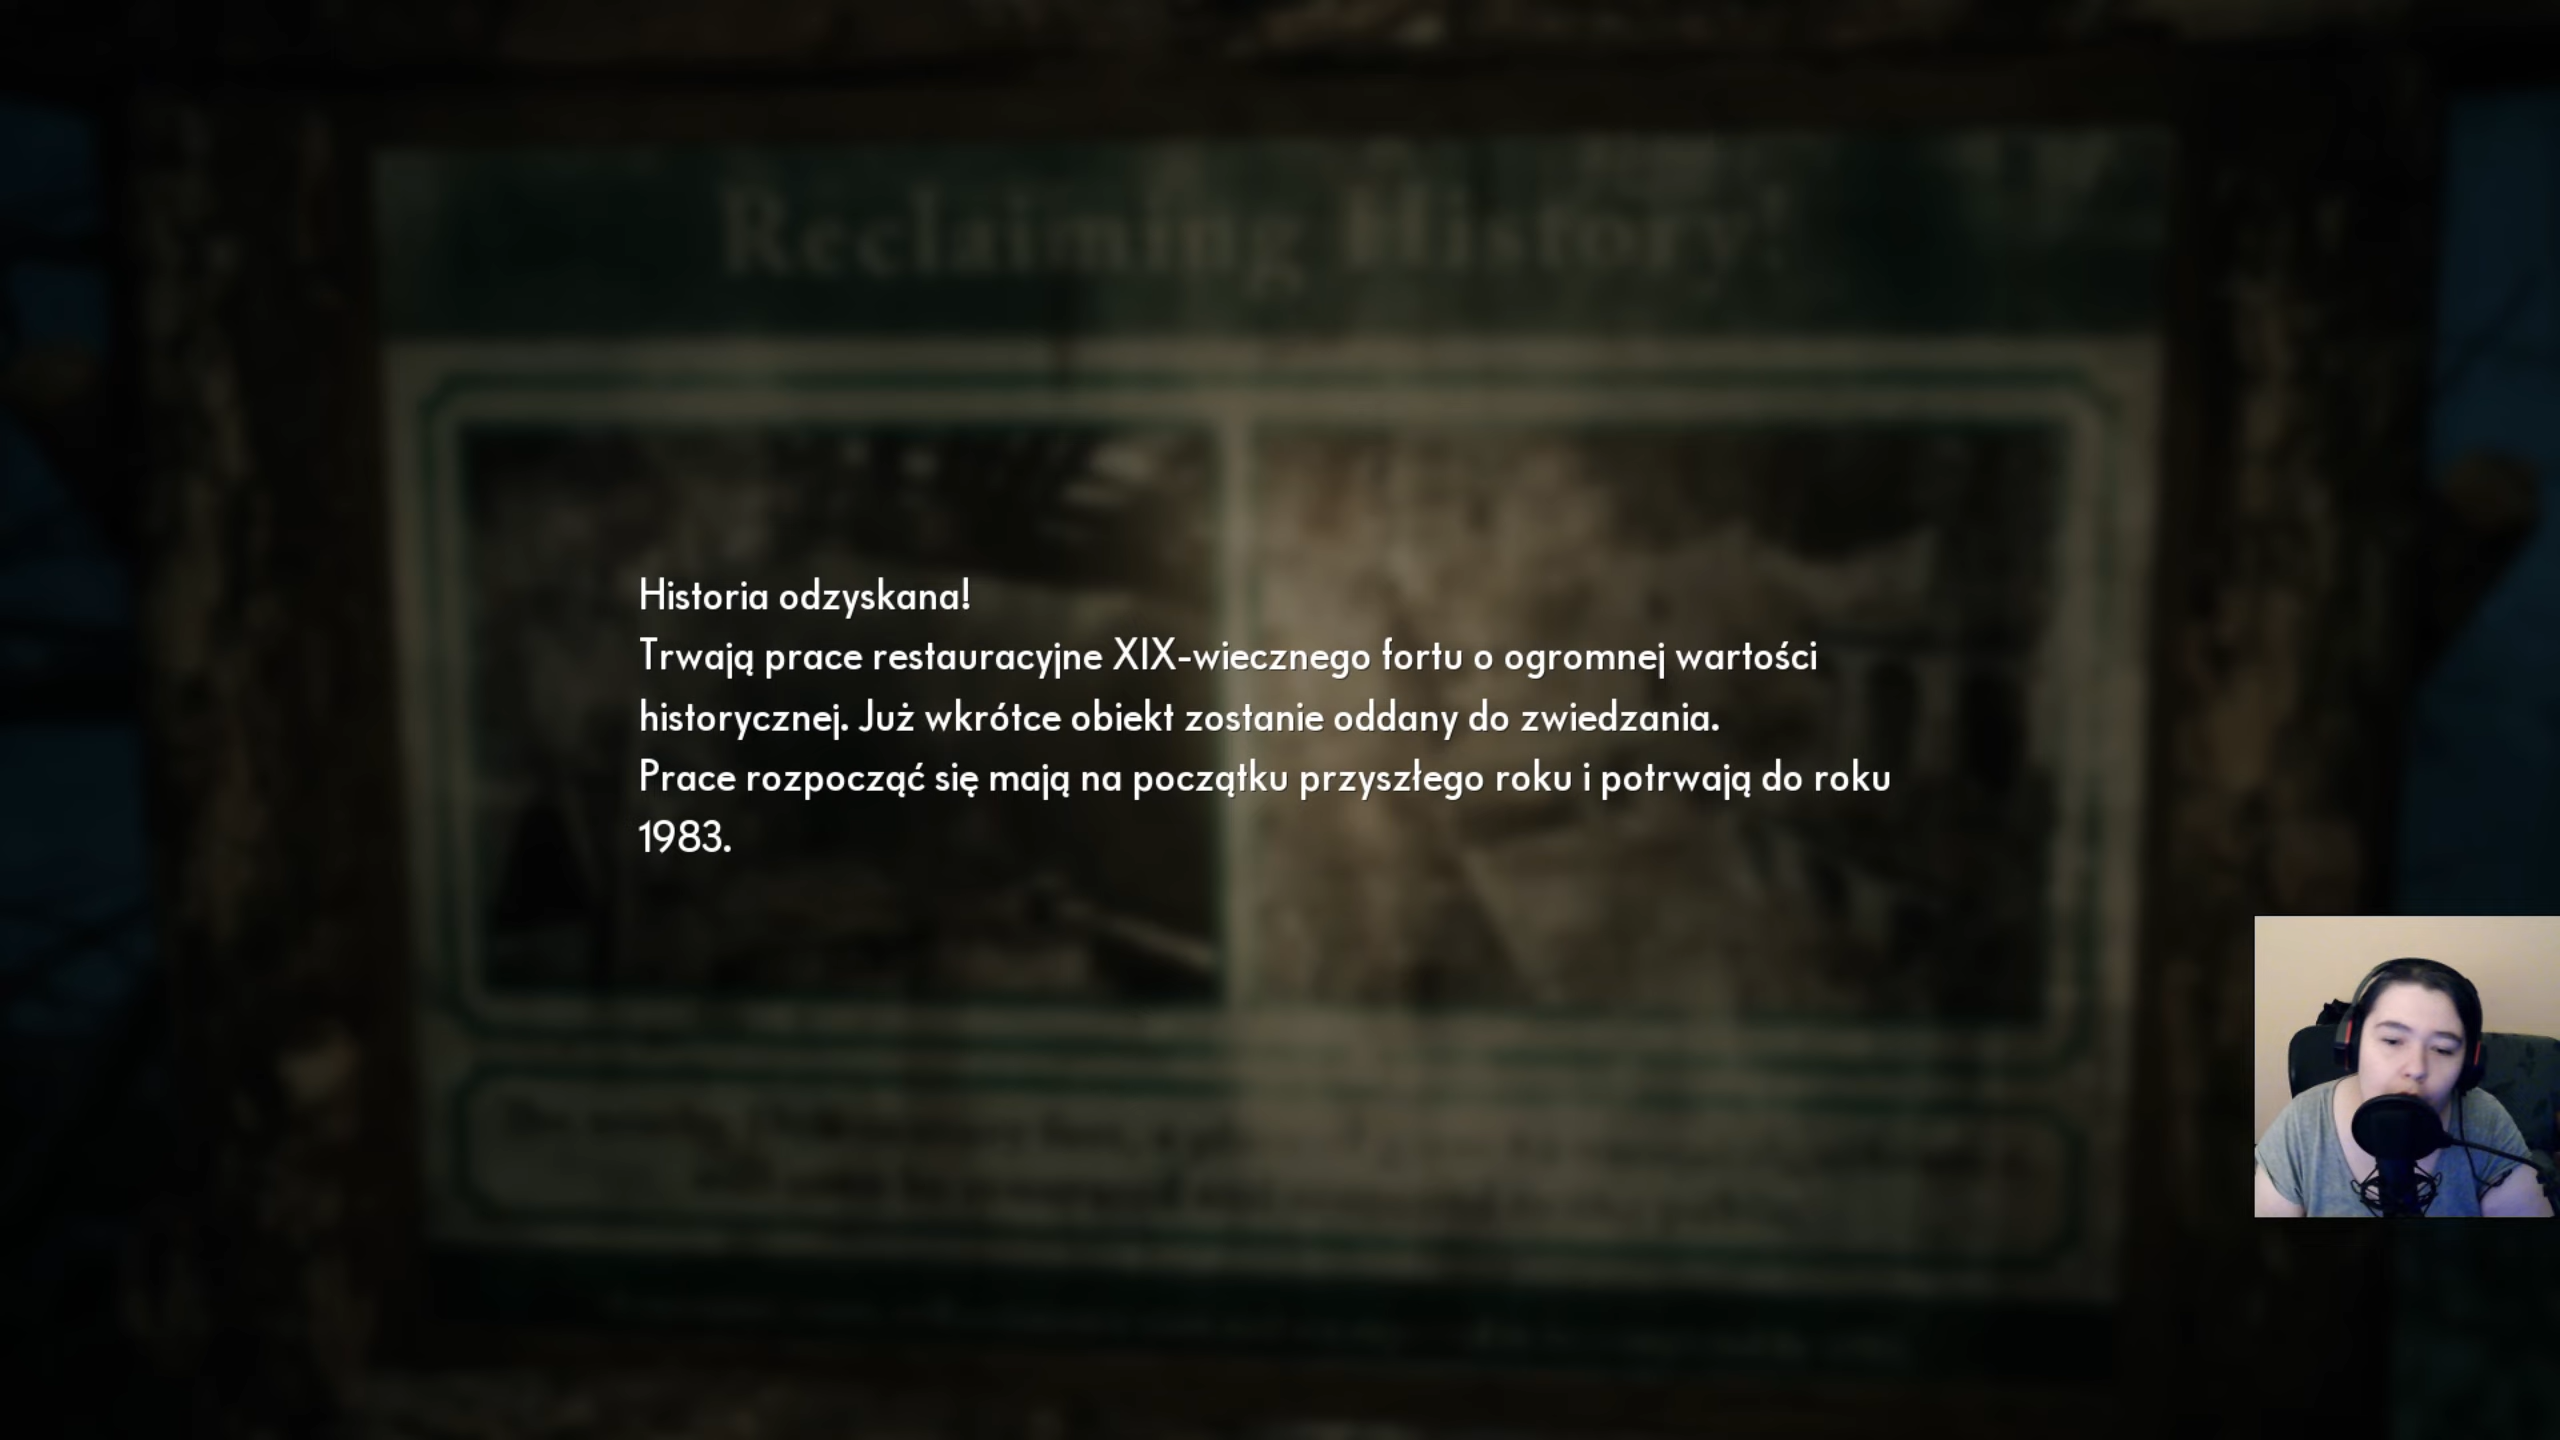 Reclaiming History!
Historia odzyskana!
Trwają prace restauracyjne XIX-wiecznego fortu o ogromnej wartości
historycznej. Już wkrótce obiekt zostanie oddany do zwiedzania.
Prace rozpocząć się mają na początku przyszłego roku i potrwają do roku
1983.